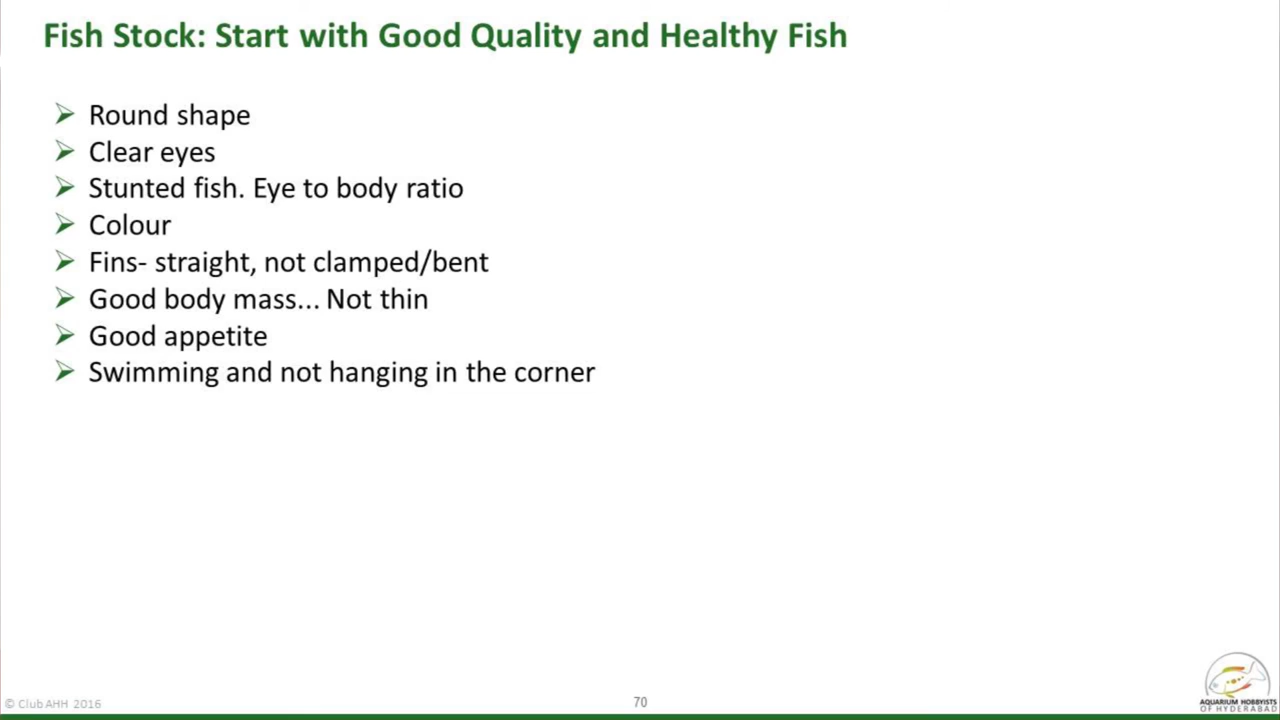 Fish Stock: Start with Good Quality and Healthy Fish
Round shape
Clear eyes
Stunted fish. Eye to body ratio
Colour
Fins- straight, not clamped/bent
Good body mass... Not thin
Good appetite
Swimming and not hanging in the corner
© Club AHH 2016
70
AQUARIUM HOBBYISTS
OF HYDERABAD